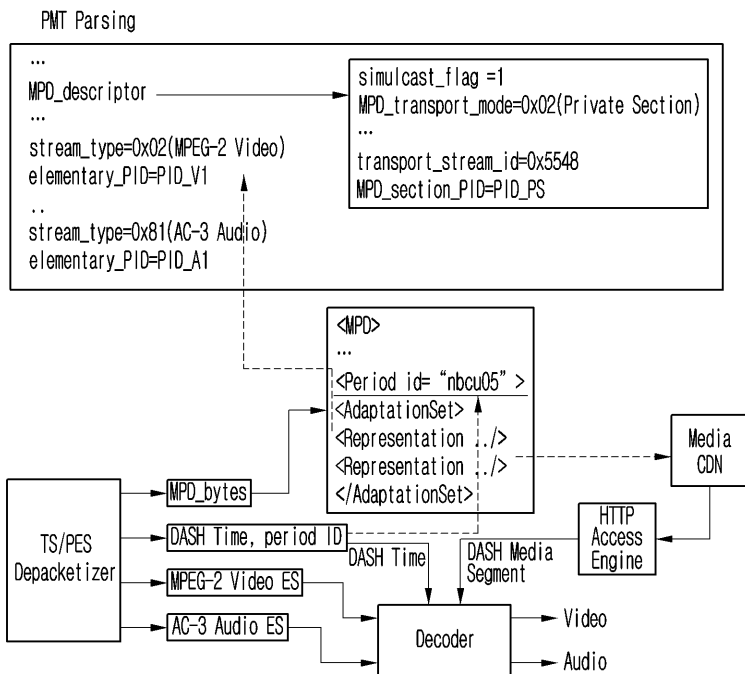 PMT Parsing
...
MPD_descriptor
...
stream_type=0x02(MPEG-2 Video)
elementary_PID=PID_V1
..
stream_type=0x81(AC-3 Audio)
elementary_PID=PID_A1
simulcast_flag =1
MPD_transport_mode=0x02(Private Section)
...
transport_stream_id=0x5548
MPD_section_PID=PID_PS
<MPD>
...
<Period id= “nbcu05” >
<AdaptationSet>
<Representation ../>
<Representation ../>
</AdaptationSet>
Media
CDN
HTTP
Access
Engine
TS/PES
Depacketizer
MPD_bytes
DASH Time, period ID
MPEG-2 Video ES
AC-3 Audio ES
DASH Time
DASH Media
Segment
Decoder
Video
Audio